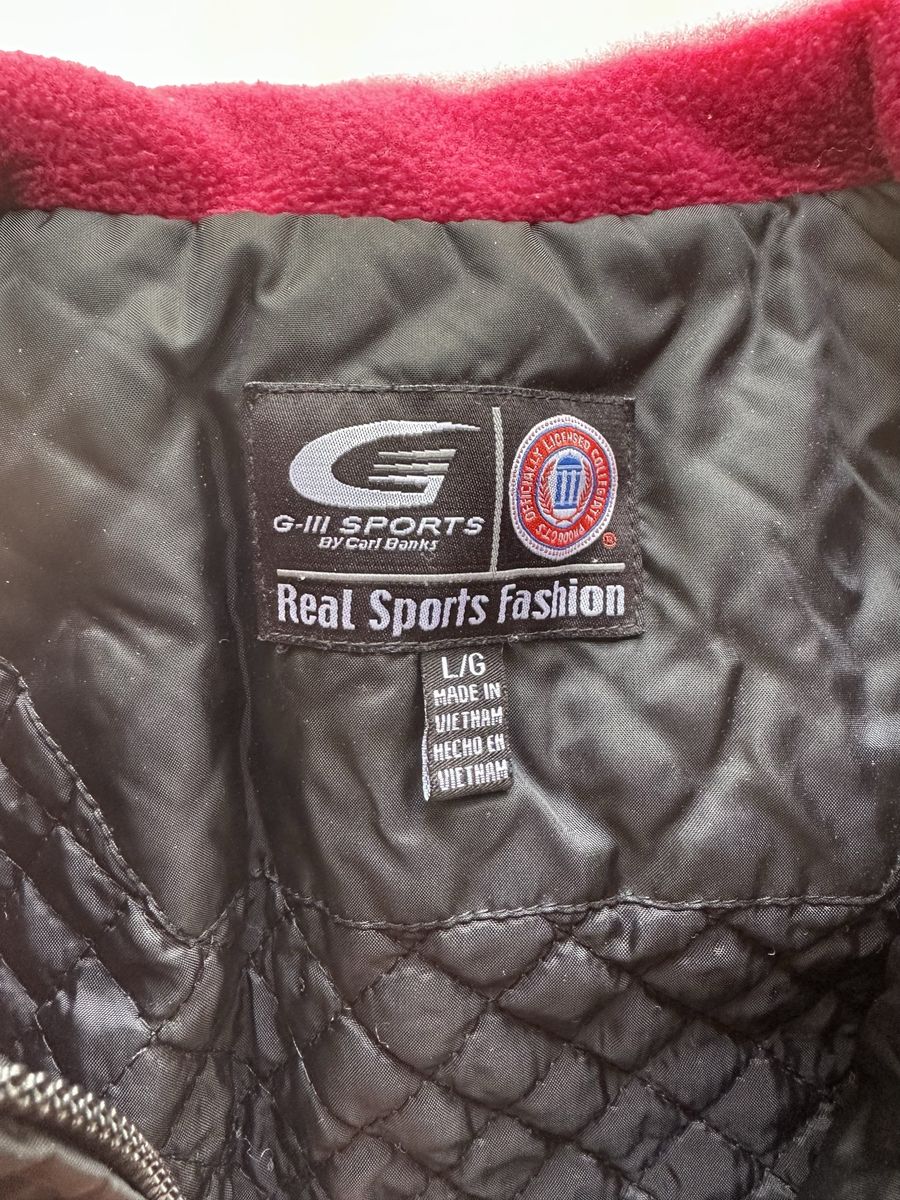 G-III SPORTS
By Carl Banks
OFFICIALLY LICENSED COLLEGIATE PRODUCTS
®
Real Sports Fashion
L/G
MADE IN
VIETNAM
HECHO EN
VIETNAM